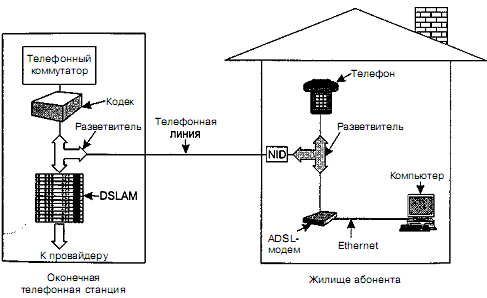 Телефонный
коммутатор
Кодек
Разветвитель
Телефонная
линия
DSLAM
К провайдеру
Оконечная
телефонная станция
Телефон
Разветвитель
NID
Компьютер
ADSL-
модем
Ethernet
Жилище абонента